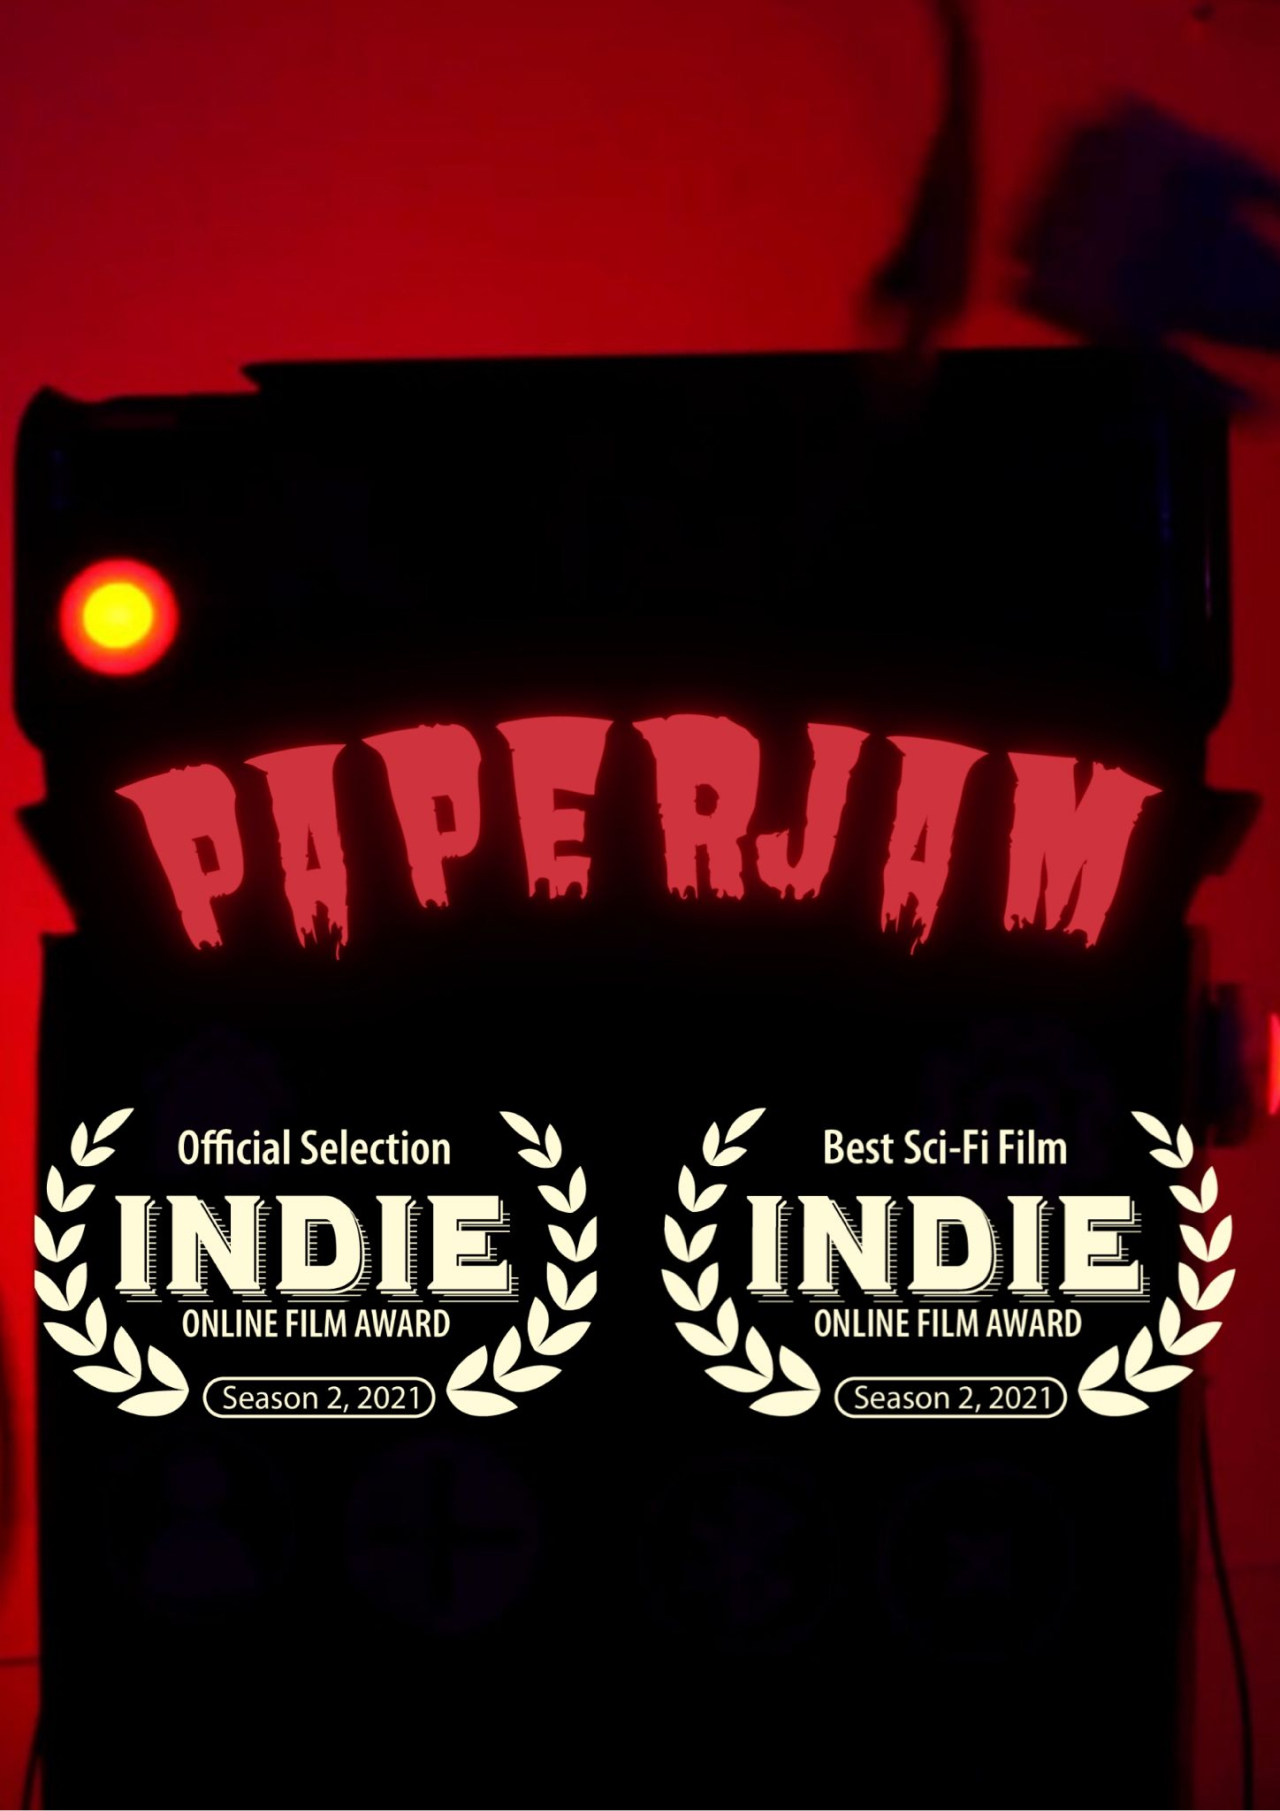 PAPERJAM
Official Selection
INDIE
ONLINE FILM AWARD
Season 2, 2021
Best Sci-Fi Film
INDIE
ONLINE FILM AWARD
Season 2, 2021